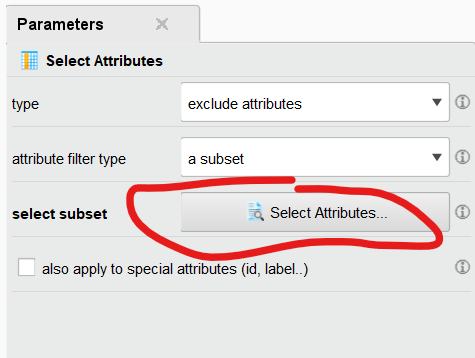 Parameters
Select Attributes
type
exclude attributes
attribute filter type
a subset
select subset
Select Attributes...
also apply to special attributes (id, label..)